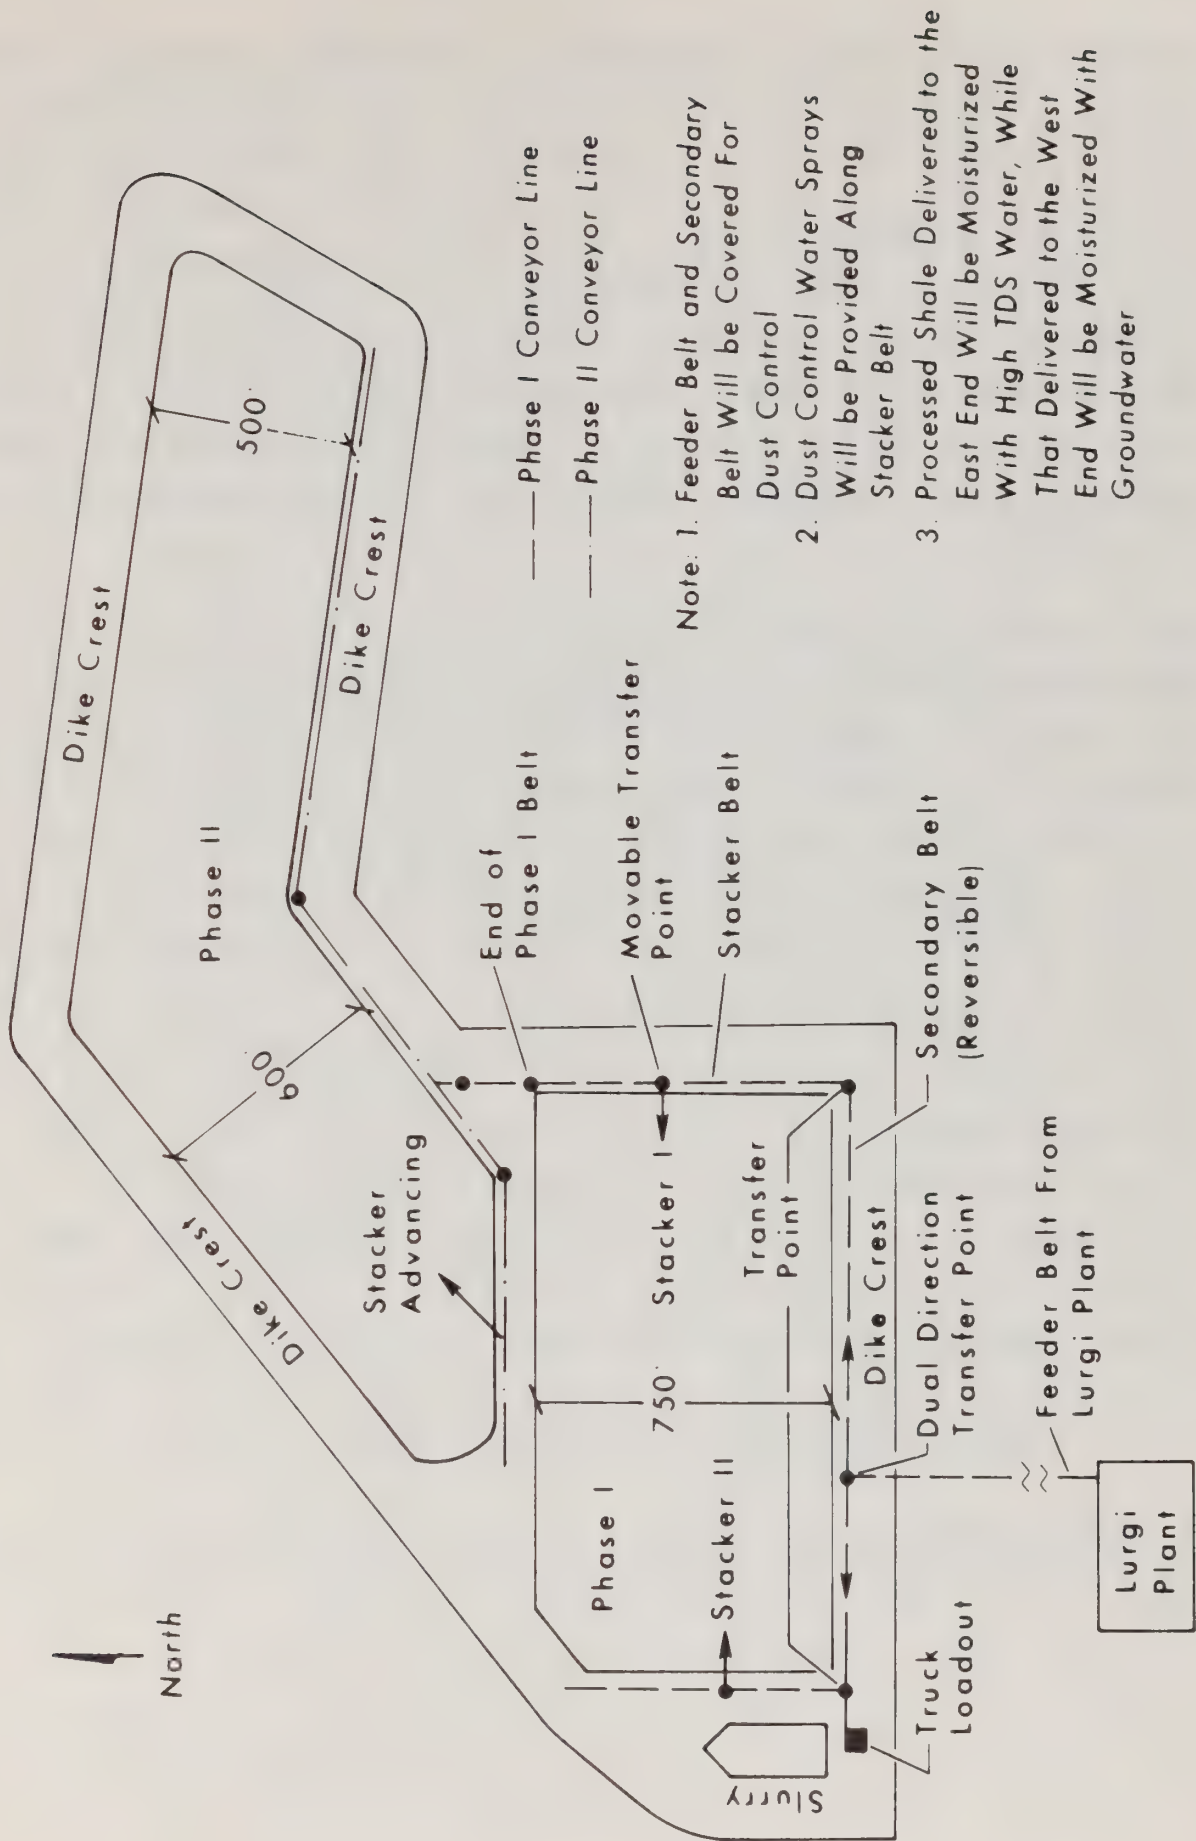 North
Dike Crest
Phase II
500'
Dike Crest
600'
Dike Crest
Stacker
Advancing
End of
Phase I Belt
Movable Transfer
Point
Stacker Belt
Phase I
Stacker II
750'
Stacker I
Transfer
Point
Slurry
Dike Crest
Secondary Belt
(Reversible)
Dual Direction
Transfer Point
Truck
Loadout
Feeder Belt From
Lurgi Plant
Lurgi
Plant
Phase I Conveyor Line
Phase II Conveyor Line
Note: 1. Feeder Belt and Secondary
Belt Will be Covered For
Dust Control
2. Dust Control Water Sprays
Will be Provided Along
Stacker Belt
3. Processed Shale Delivered to the
East End Will be Moisturized
With High TDS Water, While
That Delivered to the West
End Will be Moisturized With
Groundwater